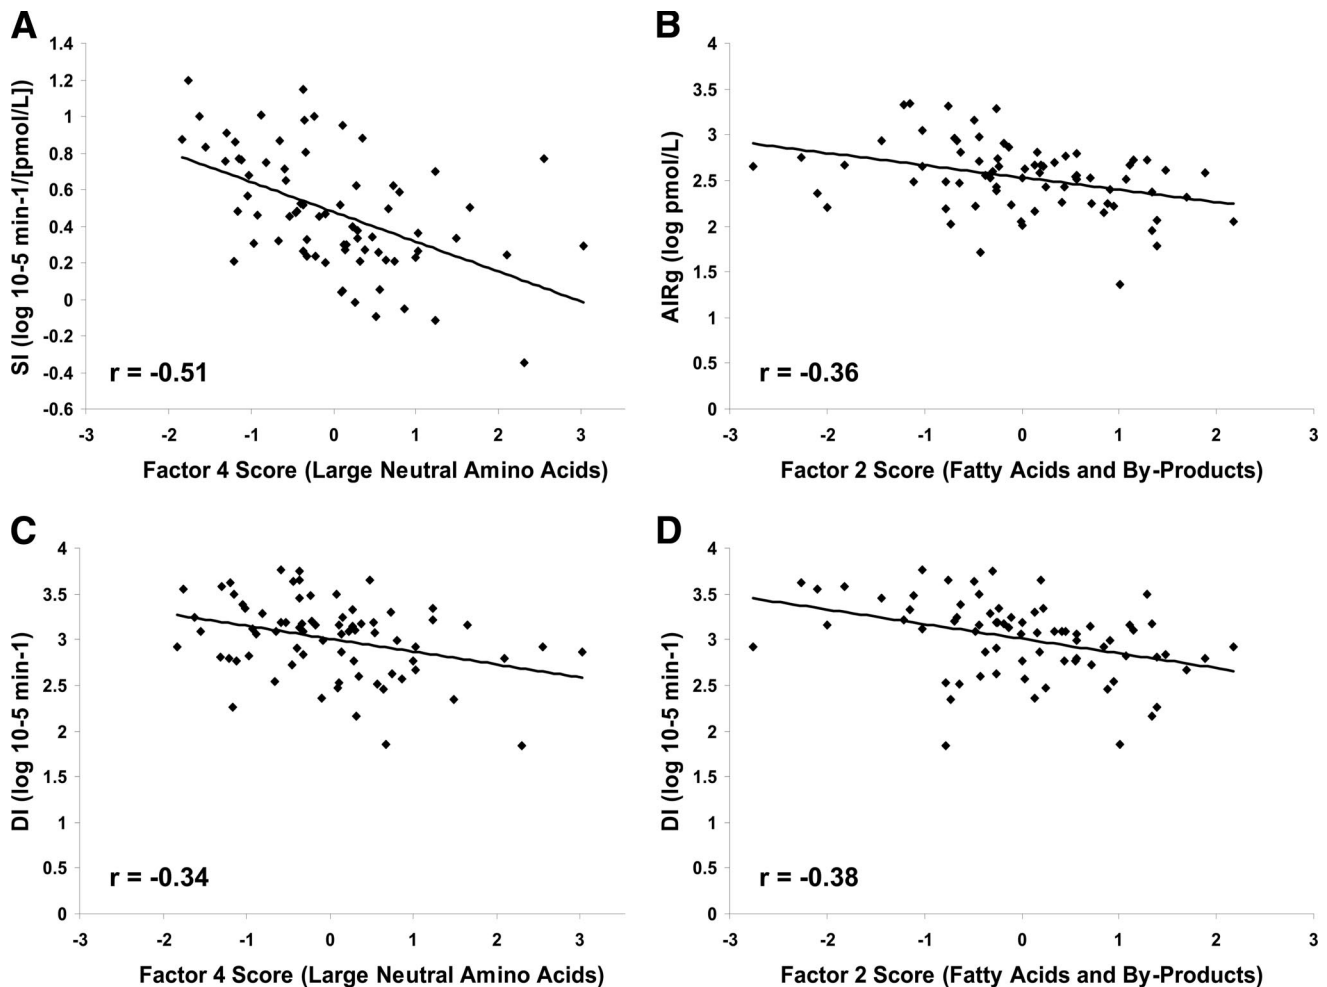 A
1.4
1.2
1
0.8
0.6
0.4
0.2
0
-0.2
-0.4
-0.6
SI (log 10-5 min-1/[pmol/L])
r = -0.51
-3 -2 -1 0 1 2 3
Factor 4 Score (Large Neutral Amino Acids)
B
4
3.5
3
2.5
2
1.5
1
0.5
0
AIRg (log pmol/L)
r = -0.36
-3 -2 -1 0 1 2 3
Factor 2 Score (Fatty Acids and By-Products)
C
4
3.5
3
2.5
2
1.5
1
0.5
0
DI (log 10-5 min-1)
r = -0.34
-3 -2 -1 0 1 2 3
Factor 4 Score (Large Neutral Amino Acids)
D
4
3.5
3
2.5
2
1.5
1
0.5
0
DI (log 10-5 min-1)
r = -0.38
-3 -2 -1 0 1 2 3
Factor 2 Score (Fatty Acids and By-Products)